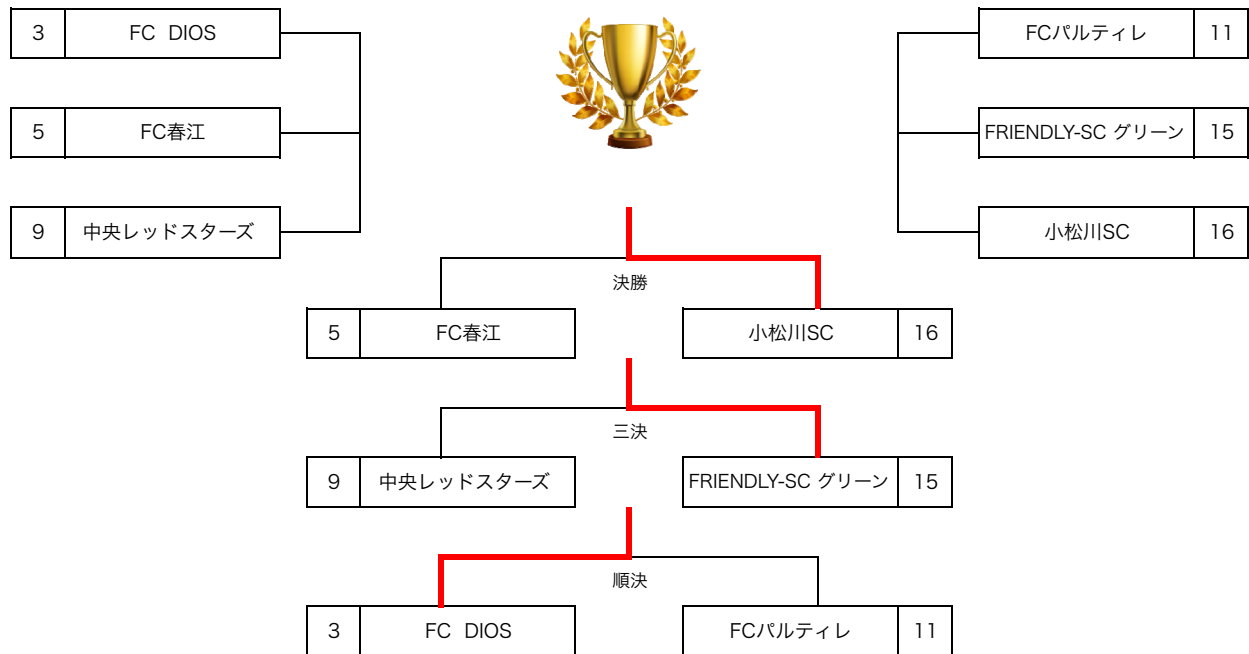 3 FC DIOS
FCパルティレ 11
5 FC春江
FRIENDLY-SC グリーン 15
9 中央レッドスターズ
小松川SC 16
決勝
5 FC春江
小松川SC 16
三決
9 中央レッドスターズ
FRIENDLY-SC グリーン 15
順決
3 FC DIOS
FCパルティレ 11